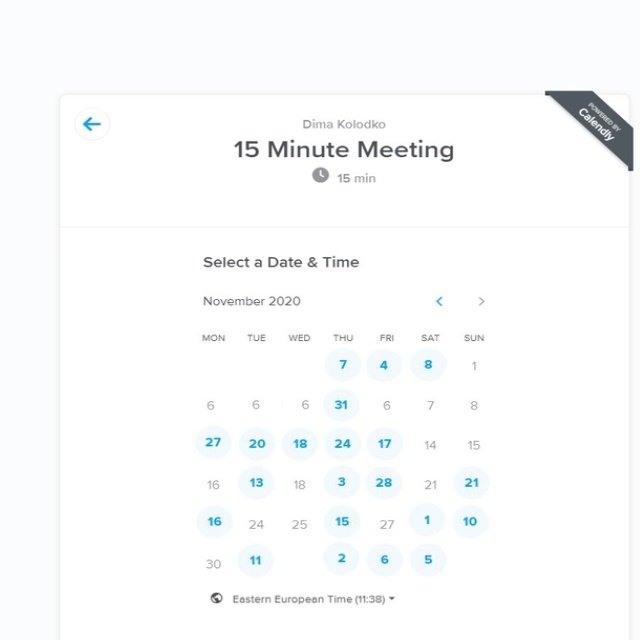 POWERED BY
Calendly
Dima Kolodko
15 Minute Meeting
15 min
Select a Date & Time
November 2020
MON TUE WED THU FRI SAT SUN
7 4 8 1
6 6 6 31 6 7 8
27 20 18 24 17 14 15
16 13 18 3 28 21 21
16 24 25 15 27 1 10
30 11 2 6 5
Eastern European Time (11:38)